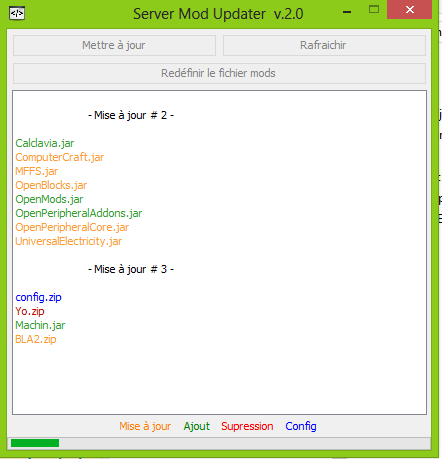 Server Mod Updater v.2.0
Mettre à jour
Rafraichir
Redéfinir le fichier mods
- Mise à jour # 2 -
Calclavia.jar
ComputerCraft.jar
MFFS.jar
OpenBlocks.jar
OpenMods.jar
OpenPeripheralAddons.jar
OpenPeripheralCore.jar
UniversalElectricity.jar
- Mise à jour # 3 -
config.zip
Yo.zip
Machin.jar
BLA2.zip
Mise à jour Ajout Supression Config